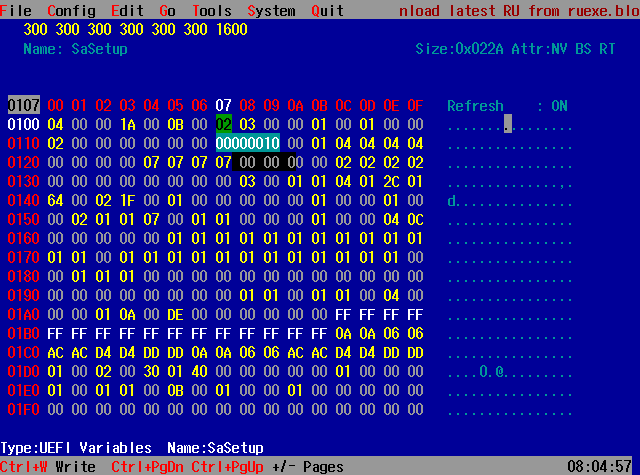 File Config Edit Go Tools System Quit nload latest RU from ruexe.blo
300 300 300 300 300 300 1600
Name: SaSetup Size:0x022A Attr:NV BS RT
0107 00 01 02 03 04 05 06 07 08 09 0A 0B 0C 0D 0E 0F Refresh : ON
0100 04 00 00 1A 00 0B 00 02 03 00 00 01 00 01 00 00 ................
0110 02 00 00 00 00 00 00 00000010 00 00 01 04 04 04 04 ................
0120 00 00 00 00 07 07 07 07 00 00 00 00 02 02 02 02 ................
0130 00 00 00 00 00 00 00 00 03 00 01 01 04 01 2C 01 ..............,.
0140 64 00 02 1F 00 01 00 00 00 00 00 01 00 00 01 00 d...............
0150 00 02 01 01 07 00 01 01 00 00 00 01 00 00 04 0C ................
0160 00 00 00 00 00 01 01 01 01 01 01 01 01 01 01 01 ................
0170 01 01 01 01 01 01 01 01 01 01 01 01 01 01 01 01 ................
0180 00 01 01 01 00 00 00 00 00 00 00 00 00 00 00 00 ................
0190 00 00 00 00 00 00 00 00 01 01 00 01 01 00 04 00 ................
01A0 00 00 01 0A 00 DE 00 00 00 00 00 00 FF FF FF FF ................
01B0 FF FF FF FF FF FF FF FF FF FF FF FF 0A 0A 06 06 ................
01C0 AC AC D4 D4 DD DD 0A 0A 06 06 AC AC D4 D4 DD DD ................
01D0 01 00 02 00 30 01 40 00 00 00 00 00 01 00 00 00 ....0.@.........
01E0 01 00 01 01 00 0B 00 01 00 00 01 00 00 00 00 00 ................
01F0 00 00 00 00 00 00 00 00 00 00 00 00 00 00 00 00 ................
Type:UEFI Variables Name:SaSetup
Ctrl+W Write Ctrl+PgDn Ctrl+PgUp +/- Pages 08:04:57